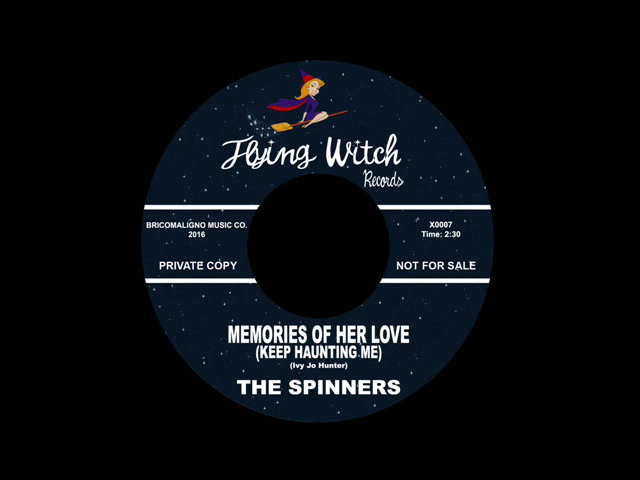 Flying Witch
Records
BRICOMALIGNO MUSIC CO.
2016
X0007
Time: 2:30
PRIVATE COPY
NOT FOR SALE
MEMORIES OF HER LOVE
(KEEP HAUNTING ME)
(Ivy Jo Hunter)
THE SPINNERS